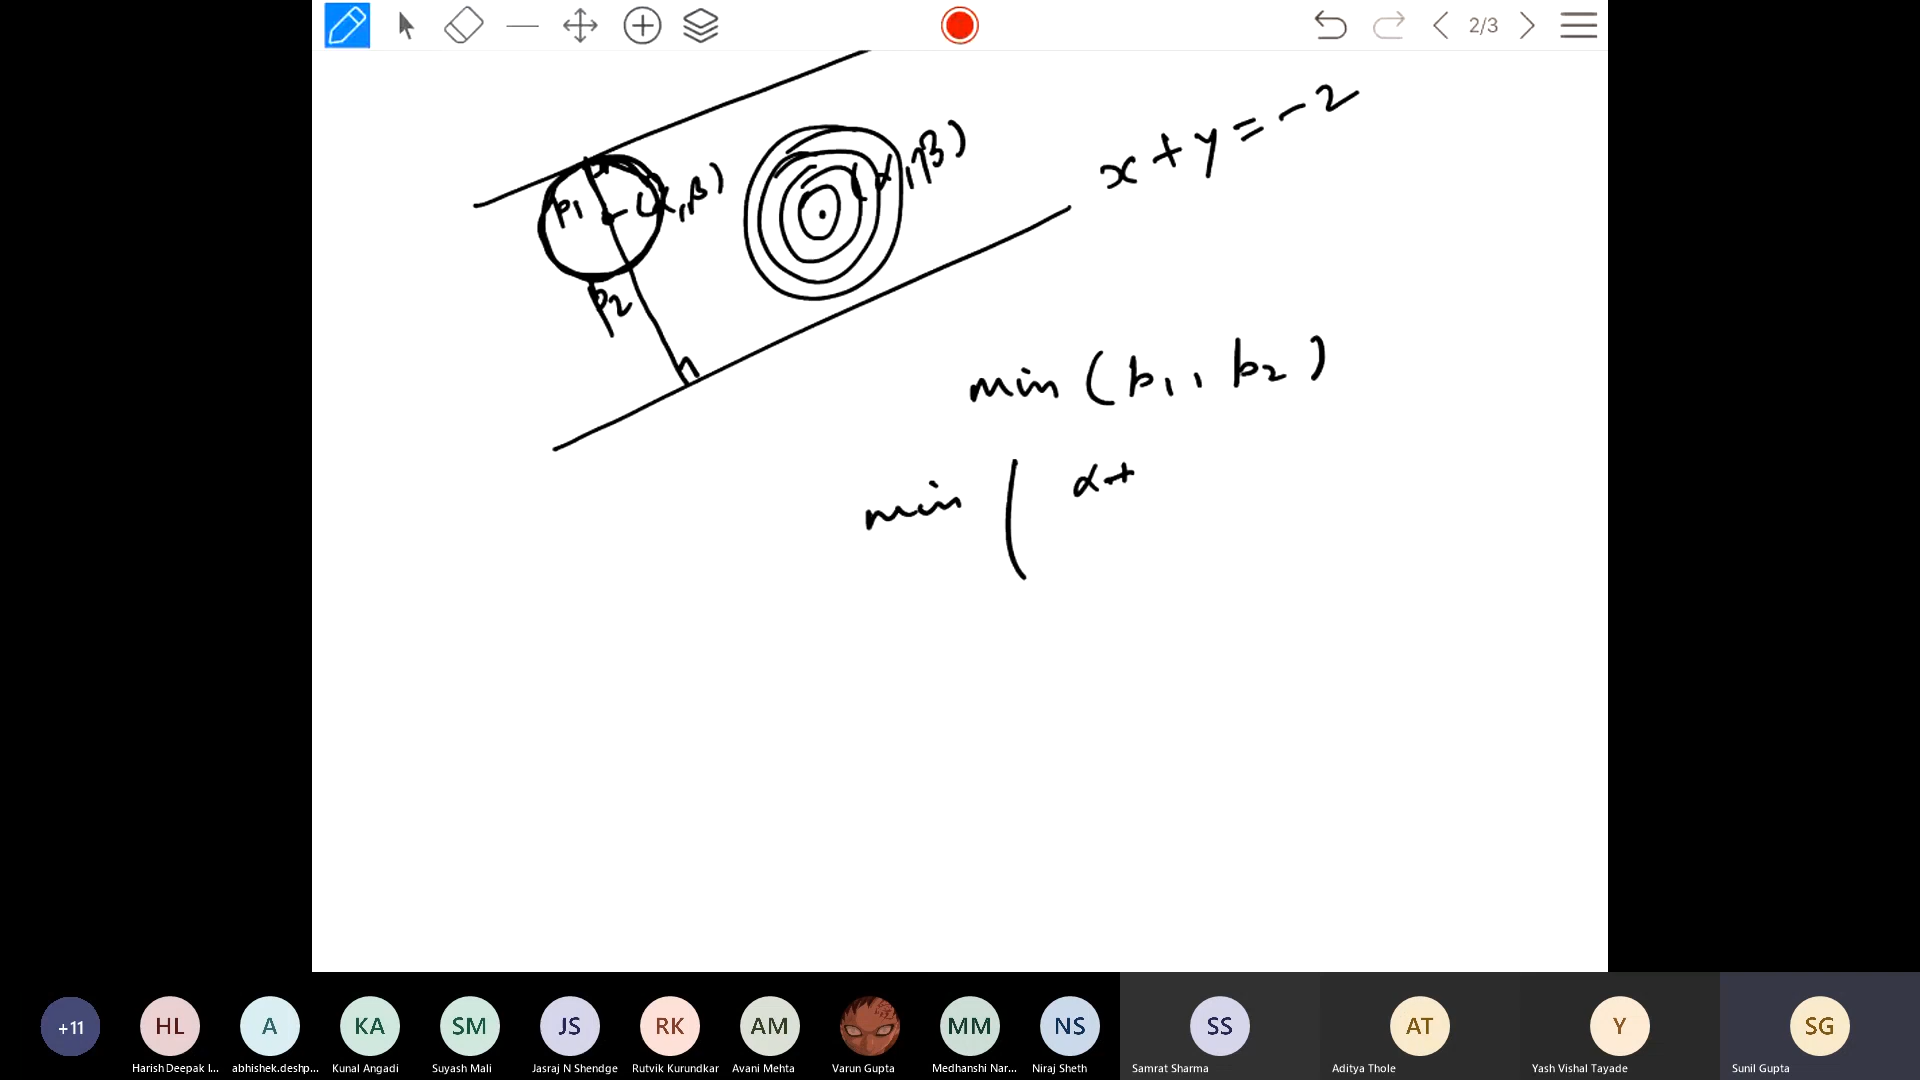 2/3
x + y = -2
(α, β)
(α, β)
p1
p2
min (p1, p2)
min ( α +
+11
HL
A
KA
SM
JS
RK
AM
MM
NS
SS
AT
Y
SG
Harish Deepak I...
abhishek.deshp...
Kunal Angadi
Suyash Mali
Jasraj N Shendge
Rutvik Kurundkar
Avani Mehta
Varun Gupta
Medhanshi Nar...
Niraj Sheth
Samrat Sharma
Aditya Thole
Yash Vishal Tayade
Sunil Gupta